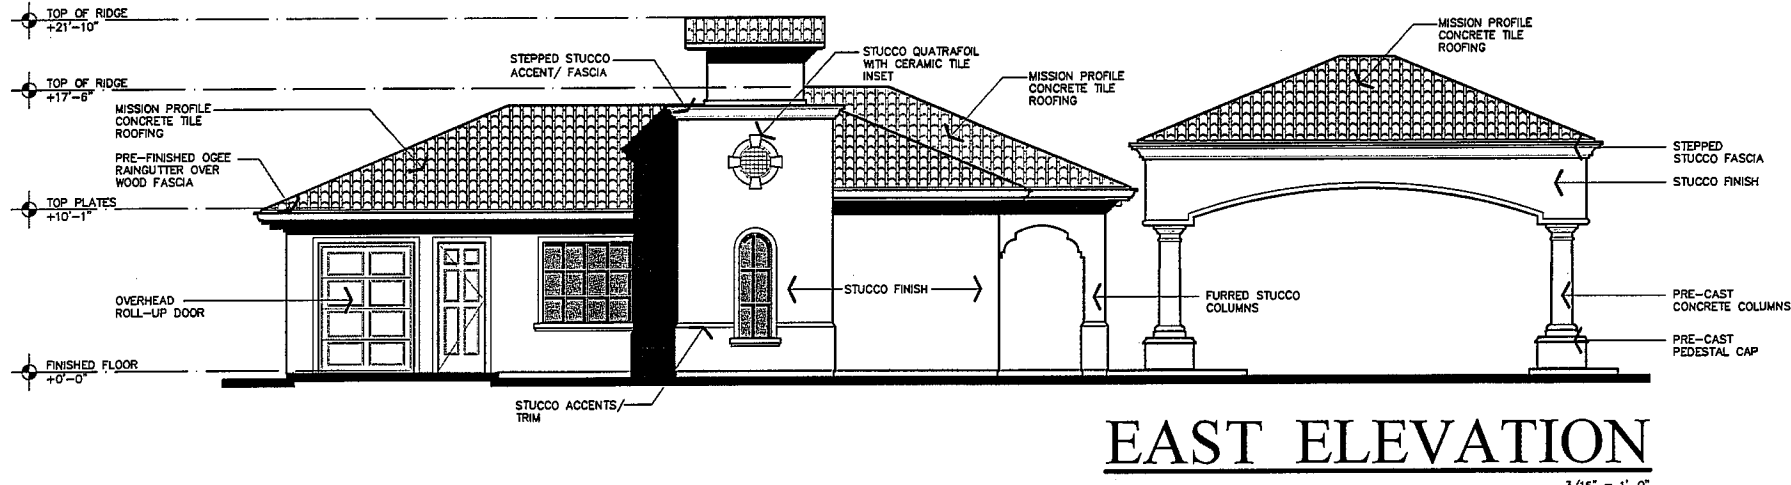 TOP OF RIDGE
+21'-10"
TOP OF RIDGE
+17'-6"
MISSION PROFILE
CONCRETE TILE
ROOFING
PRE-FINISHED OGEE
RAINGUTTER OVER
WOOD FASCIA
TOP PLATES
+10'-1"
OVERHEAD
ROLL-UP DOOR
FINISHED FLOOR
+0'-0"
STEPPED STUCCO
ACCENT/ FASCIA
STUCCO QUATRAFOIL
WITH CERAMIC TILE
INSET
MISSION PROFILE
CONCRETE TILE
ROOFING
MISSION PROFILE
CONCRETE TILE
ROOFING
STEPPED
STUCCO FASCIA
STUCCO FINISH
STUCCO FINISH
FURRED STUCCO
COLUMNS
PRE-CAST
CONCRETE COLUMNS
PRE-CAST
PEDESTAL CAP
STUCCO ACCENTS/
TRIM
EAST ELEVATION